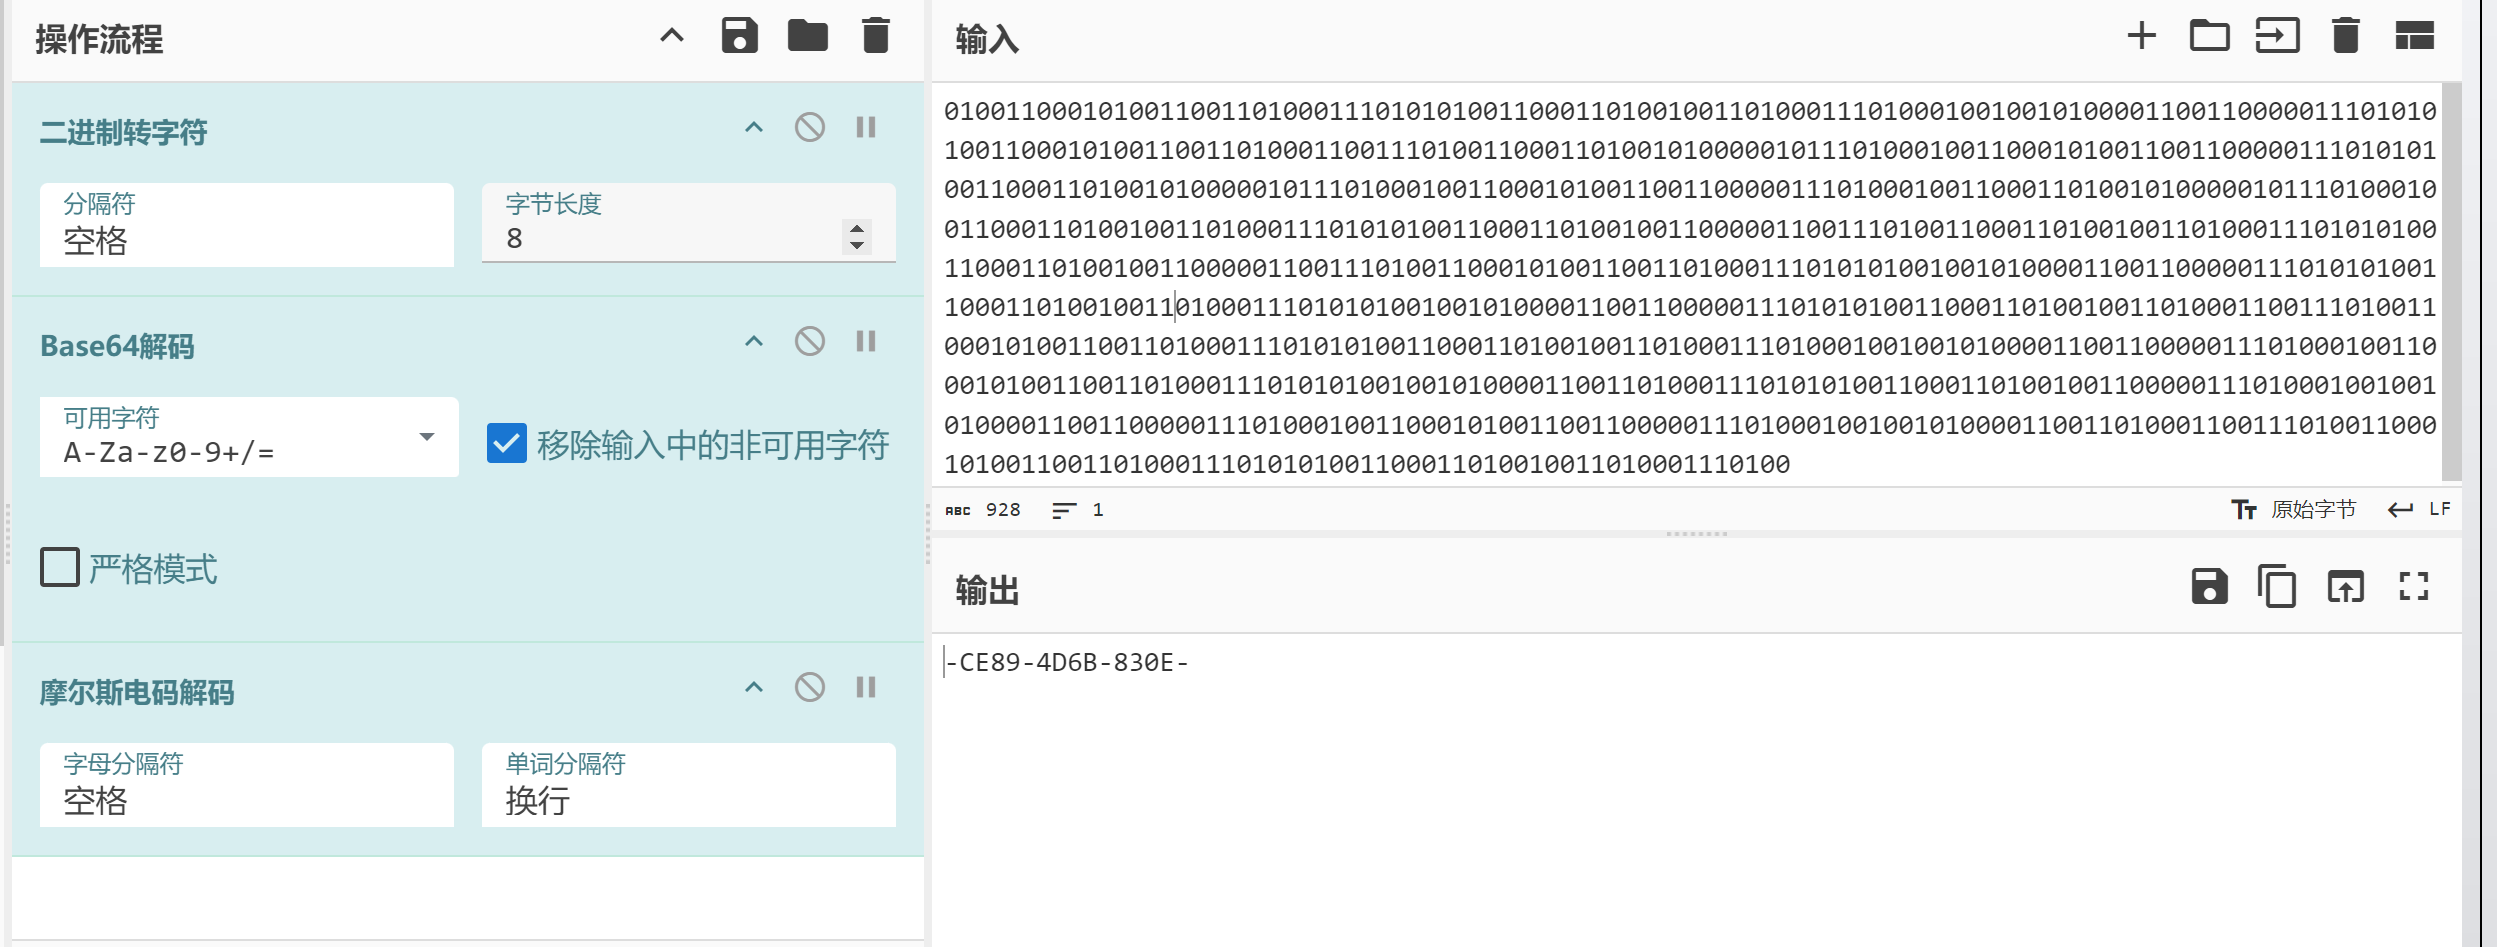 操作流程
二进制转字符
分隔符
空格
字节长度
8
Base64解码
可用字符
A-Za-z0-9+/=
移除输入中的非可用字符
严格模式
摩尔斯电码解码
字母分隔符
空格
单词分隔符
换行
输入
0100110001010011001101000111010101001100011010010011010001110100010010010100001100110000011101010
1001100010100110011010001100111010011000110100101000001011101000100110001010011001100000111010101
0011000110100101000001011101000100110001010011001100000111010001001100011010010100000101110100010
0110001101001001101000111010101001100011010010011000001100111010011000110100100110100011101010100
1100011010010011000001100111010011000101001100110100011101010100100101000011001100000111010101001
1000110100100110100011101010100100101000011001100000111010101001100011010010011010001100111010011
0001010011001101000111010101001100011010010011010001110100010010010100001100110000011101000100110
0010100110011010001110101010010010100001100110100011101010100110001101001001100000111010001001001
0100001100110000011101000100110001010011001100000111010001001001010000110011010001100111010011000
1010011001101000111010101001100011010010011010001110100
ABC 928 1
原始字节 LF
输出
-CE89-4D6B-830E-